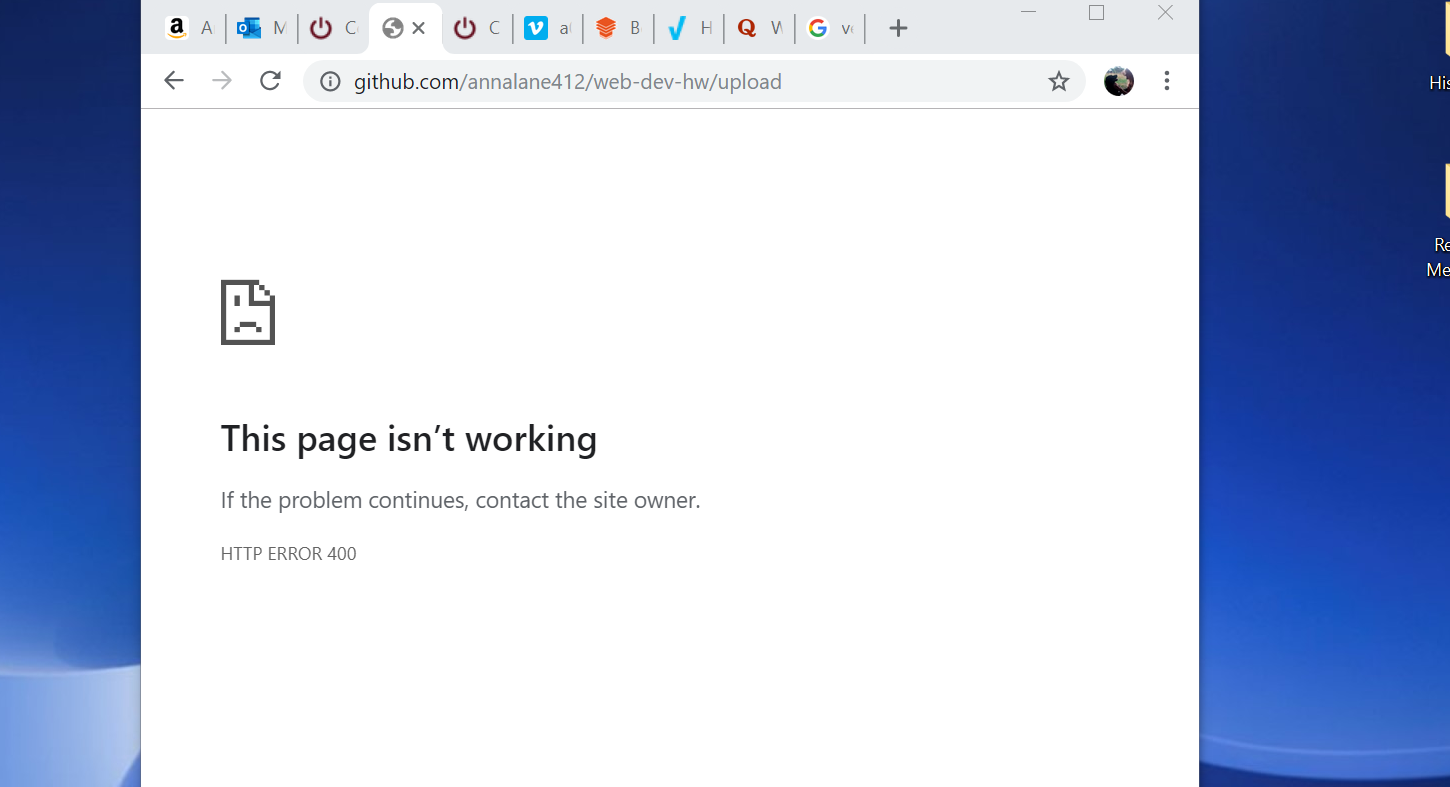 A
M
C
C
a
B
H
W
github.com/annalane412/web-dev-hw/upload
This page isn't working
If the problem continues, contact the site owner.
HTTP ERROR 400
His
Re
Me